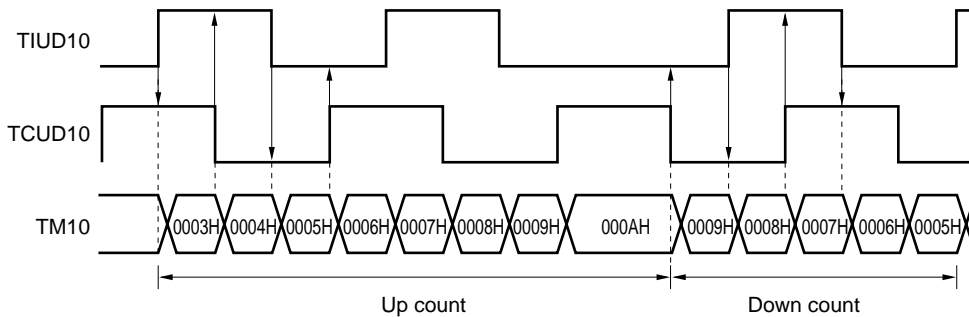 TIUD10
TCUD10
TM10
0003H 0004H 0005H 0006H 0007H 0008H 0009H 000AH 0009H 0008H 0007H 0006H 0005H
Up count Down count